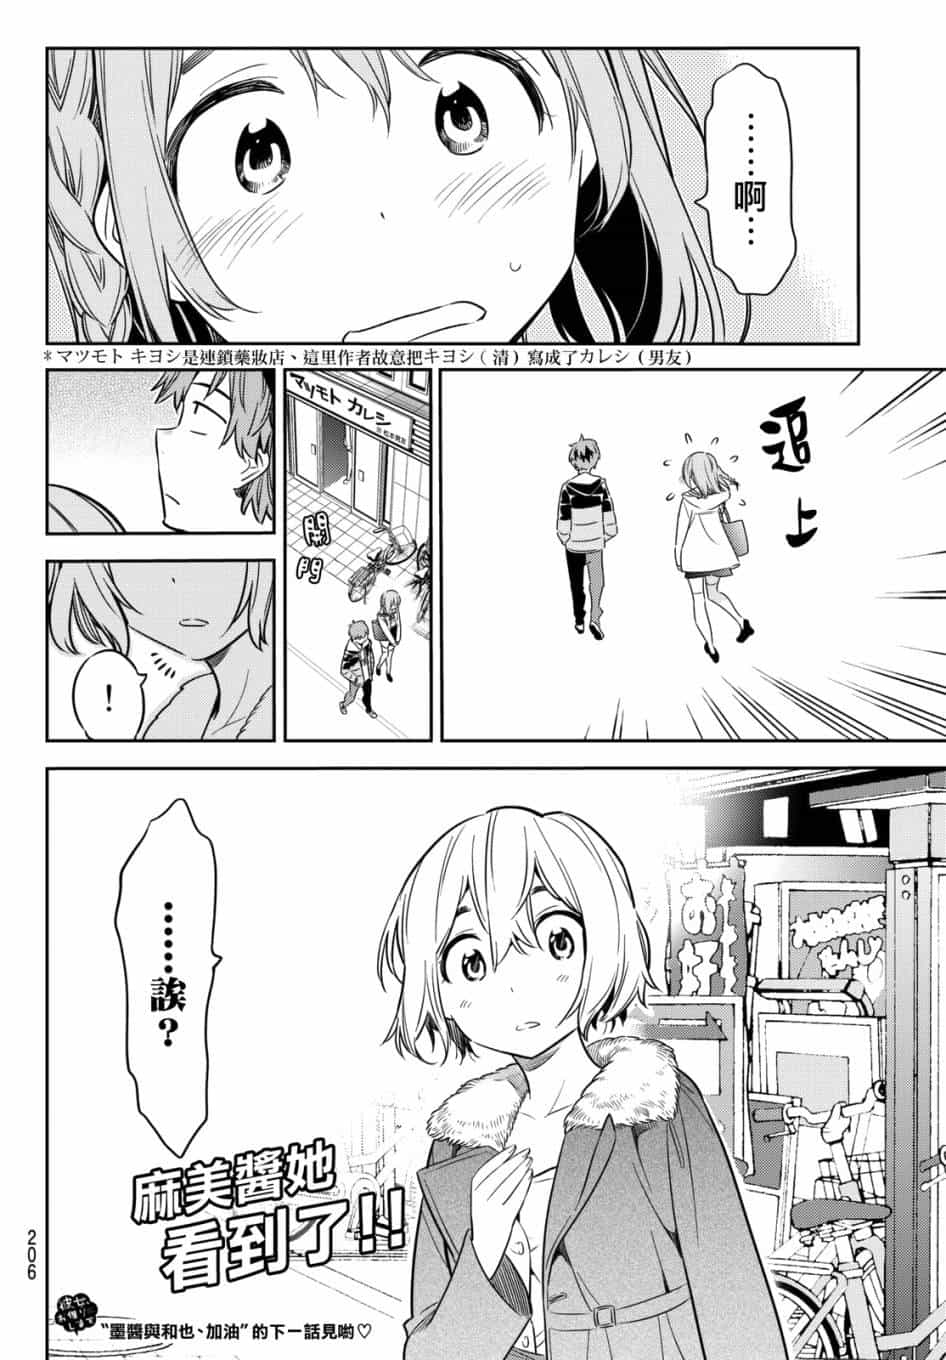 ………啊……
＊マツモト キヨシ是連鎖藥妝店、這里作者故意把キヨシ（清）寫成了カレシ（男友）
追上
マツモト カレシ
開門
！
………誒？
お好
麻美醬她
看到了!!
206
“墨醬與和也、加油”的下一話見喲♡